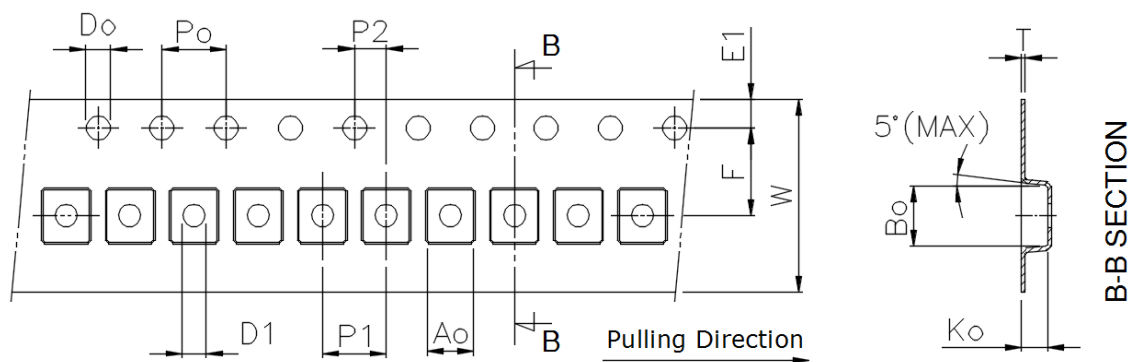 Do
Po
P2
B
E1
T
5°(MAX)
F
W
Bo
B-B SECTION
D1
P1
Ao
B
Pulling Direction
Ko